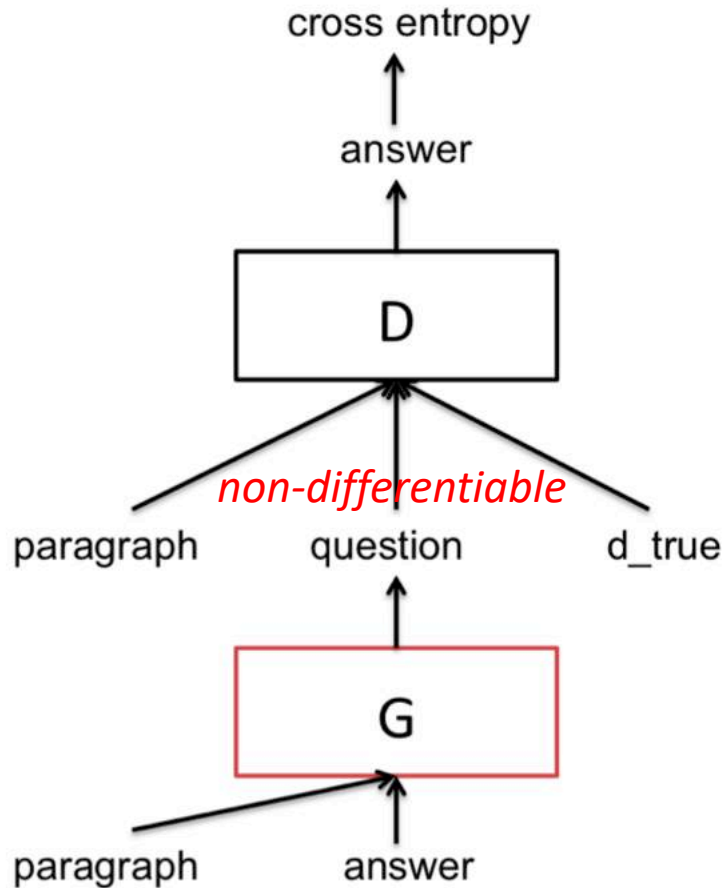 cross entropy
answer
D
non-differentiable
paragraph question d_true
G
paragraph answer